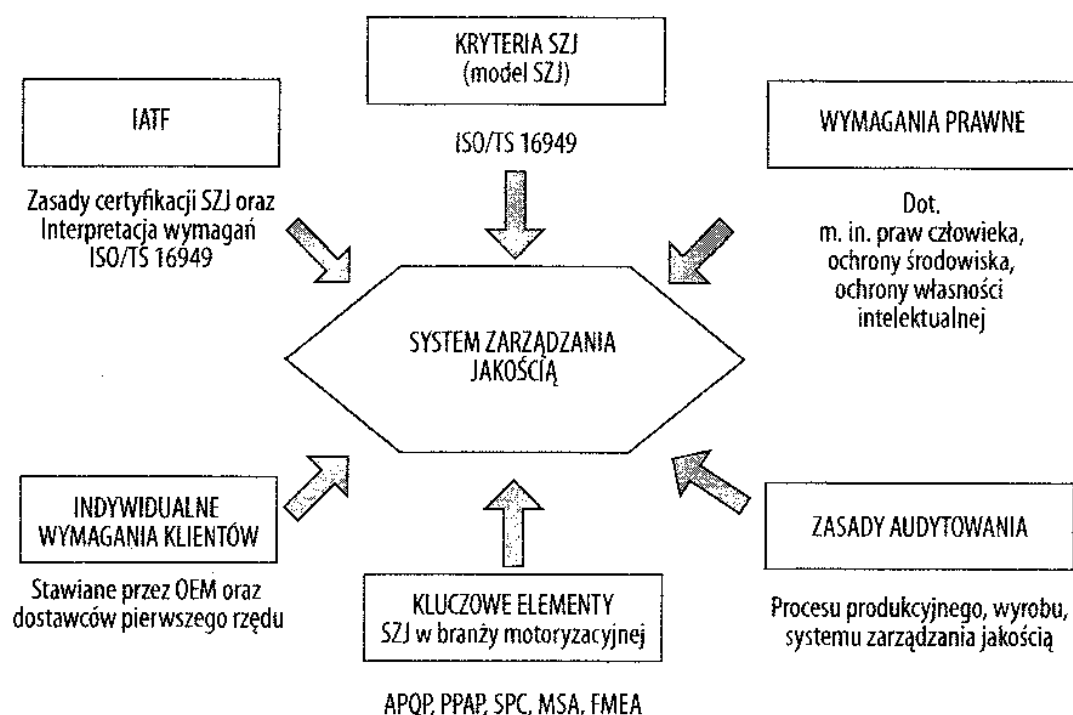 KRYTERIA SZJ
(model SZJ)
ISO/TS 16949
IATF
Zasady certyfikacji SZJ oraz
Interpretacja wymagań
ISO/TS 16949
WYMAGANIA PRAWNE
Dot.
m. in. praw człowieka,
ochrony środowiska,
ochrony własności
intelektualnej
SYSTEM ZARZĄDZANIA
JAKOŚCIĄ
INDYWIDUALNE
WYMAGANIA KLIENTÓW
Stawiane przez OEM oraz
dostawców pierwszego rzędu
KLUCZOWE ELEMENTY
SZJ w branży motoryzacyjnej
APQP, PPAP, SPC, MSA, FMEA
ZASADY AUDYTOWANIA
Procesu produkcyjnego, wyrobu,
systemu zarządzania jakością